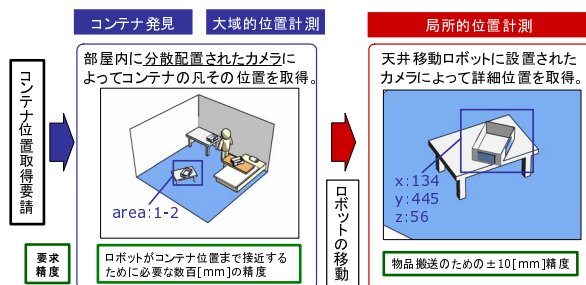 コンテナ発見
大域的位置計測
局所的位置計測
コンテナ位置取得要請
部屋内に分散配置されたカメラに
よってコンテナの凡その位置を取得。
area:1-2
ロボットの移動
天井移動ロボットに設置された
カメラによって詳細位置を取得。
x:134
y:445
z:56
要求
精度
ロボットがコンテナ位置まで接近する
ために必要な数百[mm]の精度
物品搬送のための±10[mm]精度